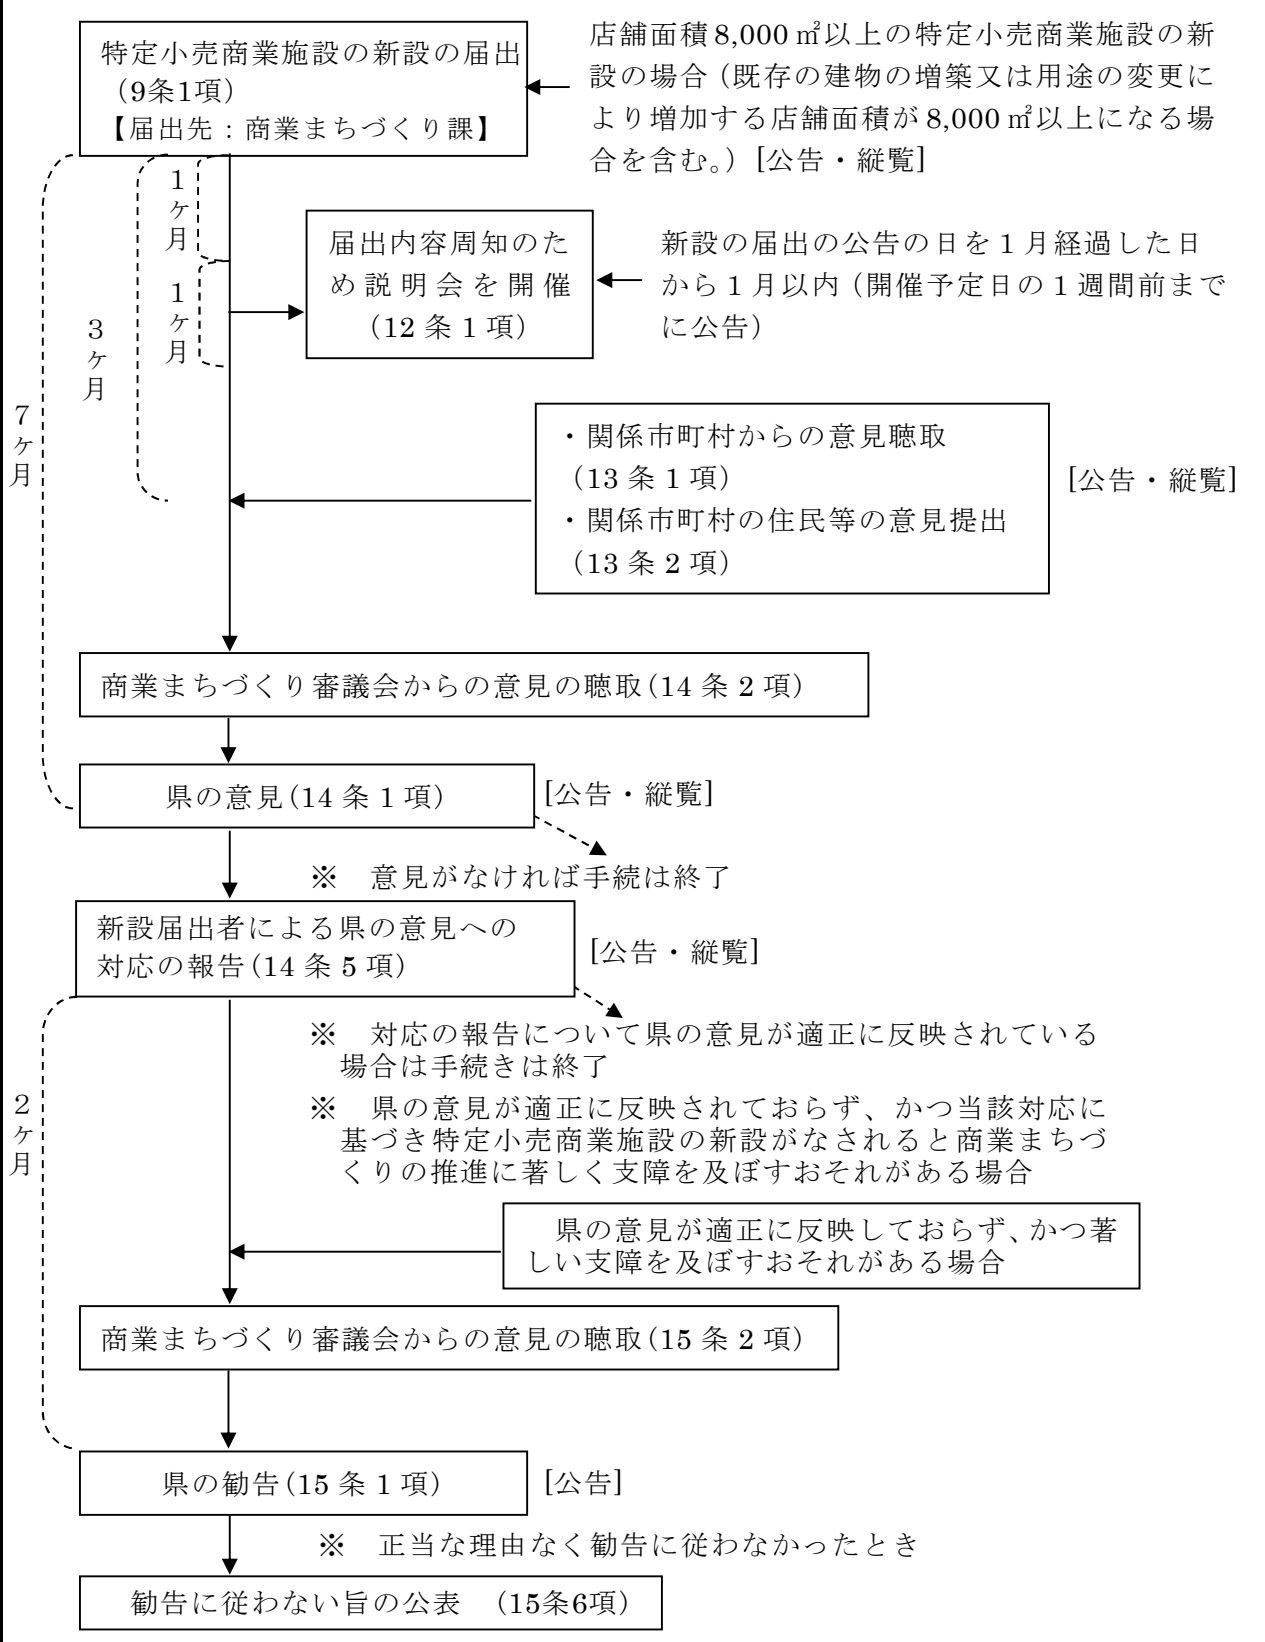 特定小売商業施設の新設の届出
（9条1項）
【届出先：商業まちづくり課】
店舗面積8,000㎡以上の特定小売商業施設の新
設の場合（既存の建物の増築又は用途の変更に
より増加する店舗面積が8,000㎡以上になる場
合を含む。）[公告・縦覧]
1ヶ月
届出内容周知のた
め説明会を開催
（12条1項）
新設の届出の公告の日を1月経過した日
から1月以内（開催予定日の1週間前まで
に公告）
1ヶ月
3ヶ月
7ヶ月
・関係市町村からの意見聴取
（13条1項）
・関係市町村の住民等の意見提出
（13条2項）
[公告・縦覧]
商業まちづくり審議会からの意見の聴取（14条2項）
県の意見（14条1項）
[公告・縦覧]
※　意見がなければ手続は終了
新設届出者による県の意見への
対応の報告（14条5項）
[公告・縦覧]
※　対応の報告について県の意見が適正に反映されている
場合は手続きは終了
※　県の意見が適正に反映されておらず、かつ当該対応に
基づき特定小売商業施設の新設がなされると商業まちづ
くりの推進に著しく支障を及ぼすおそれがある場合
2ヶ月
県の意見が適正に反映しておらず、かつ著
しい支障を及ぼすおそれがある場合
商業まちづくり審議会からの意見の聴取（15条2項）
県の勧告（15条1項）
[公告]
※　正当な理由なく勧告に従わなかったとき
勧告に従わない旨の公表　（15条6項）